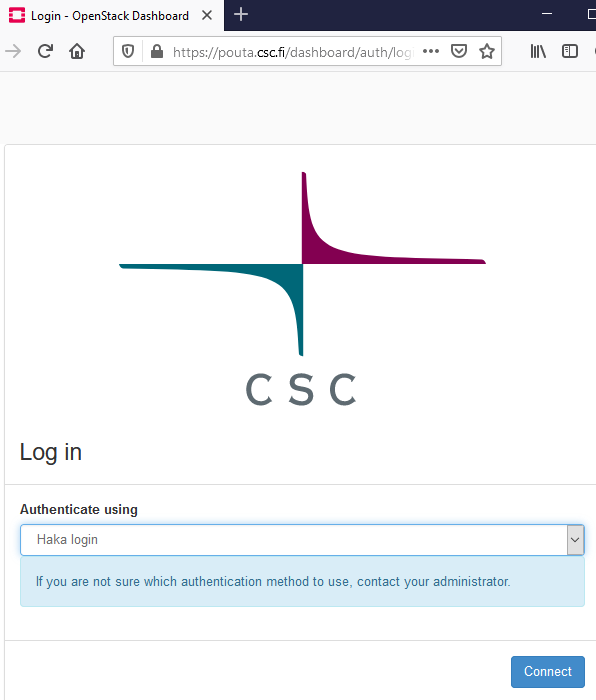 Login - OpenStack Dashboard
https://pouta.csc.fi/dashboard/auth/log
CSC
Log in
Authenticate using
Haka login
If you are not sure which authentication method to use, contact your administrator.
Connect